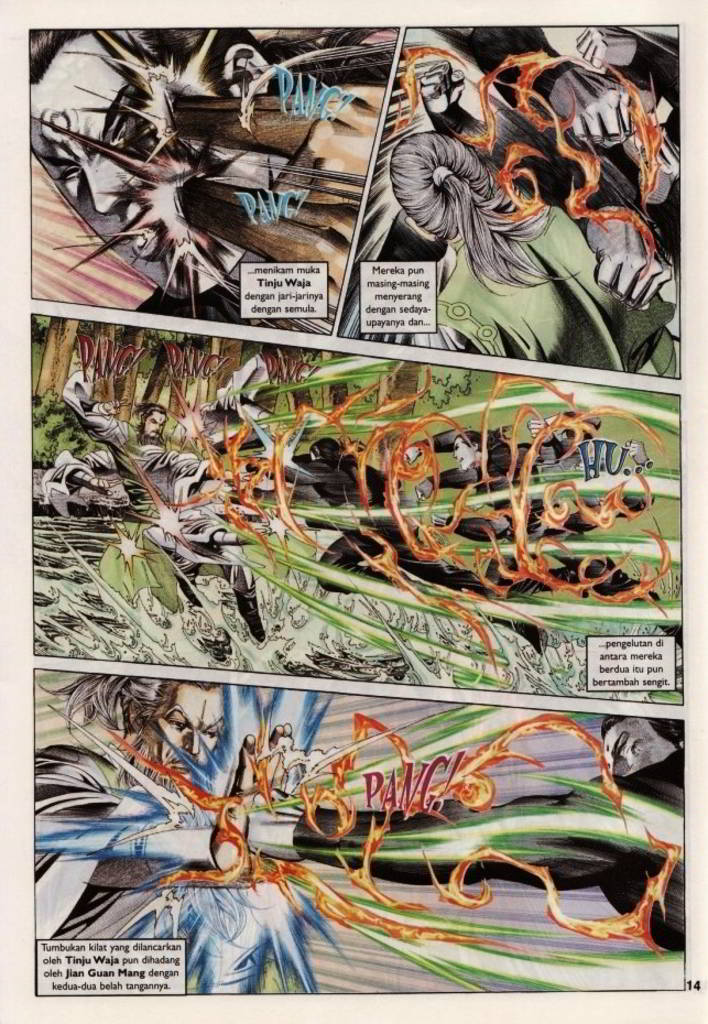 PANG!
PANG!
...menikam muka
Tinju Waja
dengan jari-jarinya
dengan semula.
Mereka pun
masing-masing
menyerang
dengan sedaya-
upayanya dan...
PANG! PANG! PANG!
HU...
...pengelutan di
antara mereka
berdua itu pun
bertambah sengit.
PANG!
Tumbukan kilat yang dilancarkan
oleh Tinju Waja pun dihadang
oleh Jian Guan Mang dengan
kedua-dua belah tangannya.
14